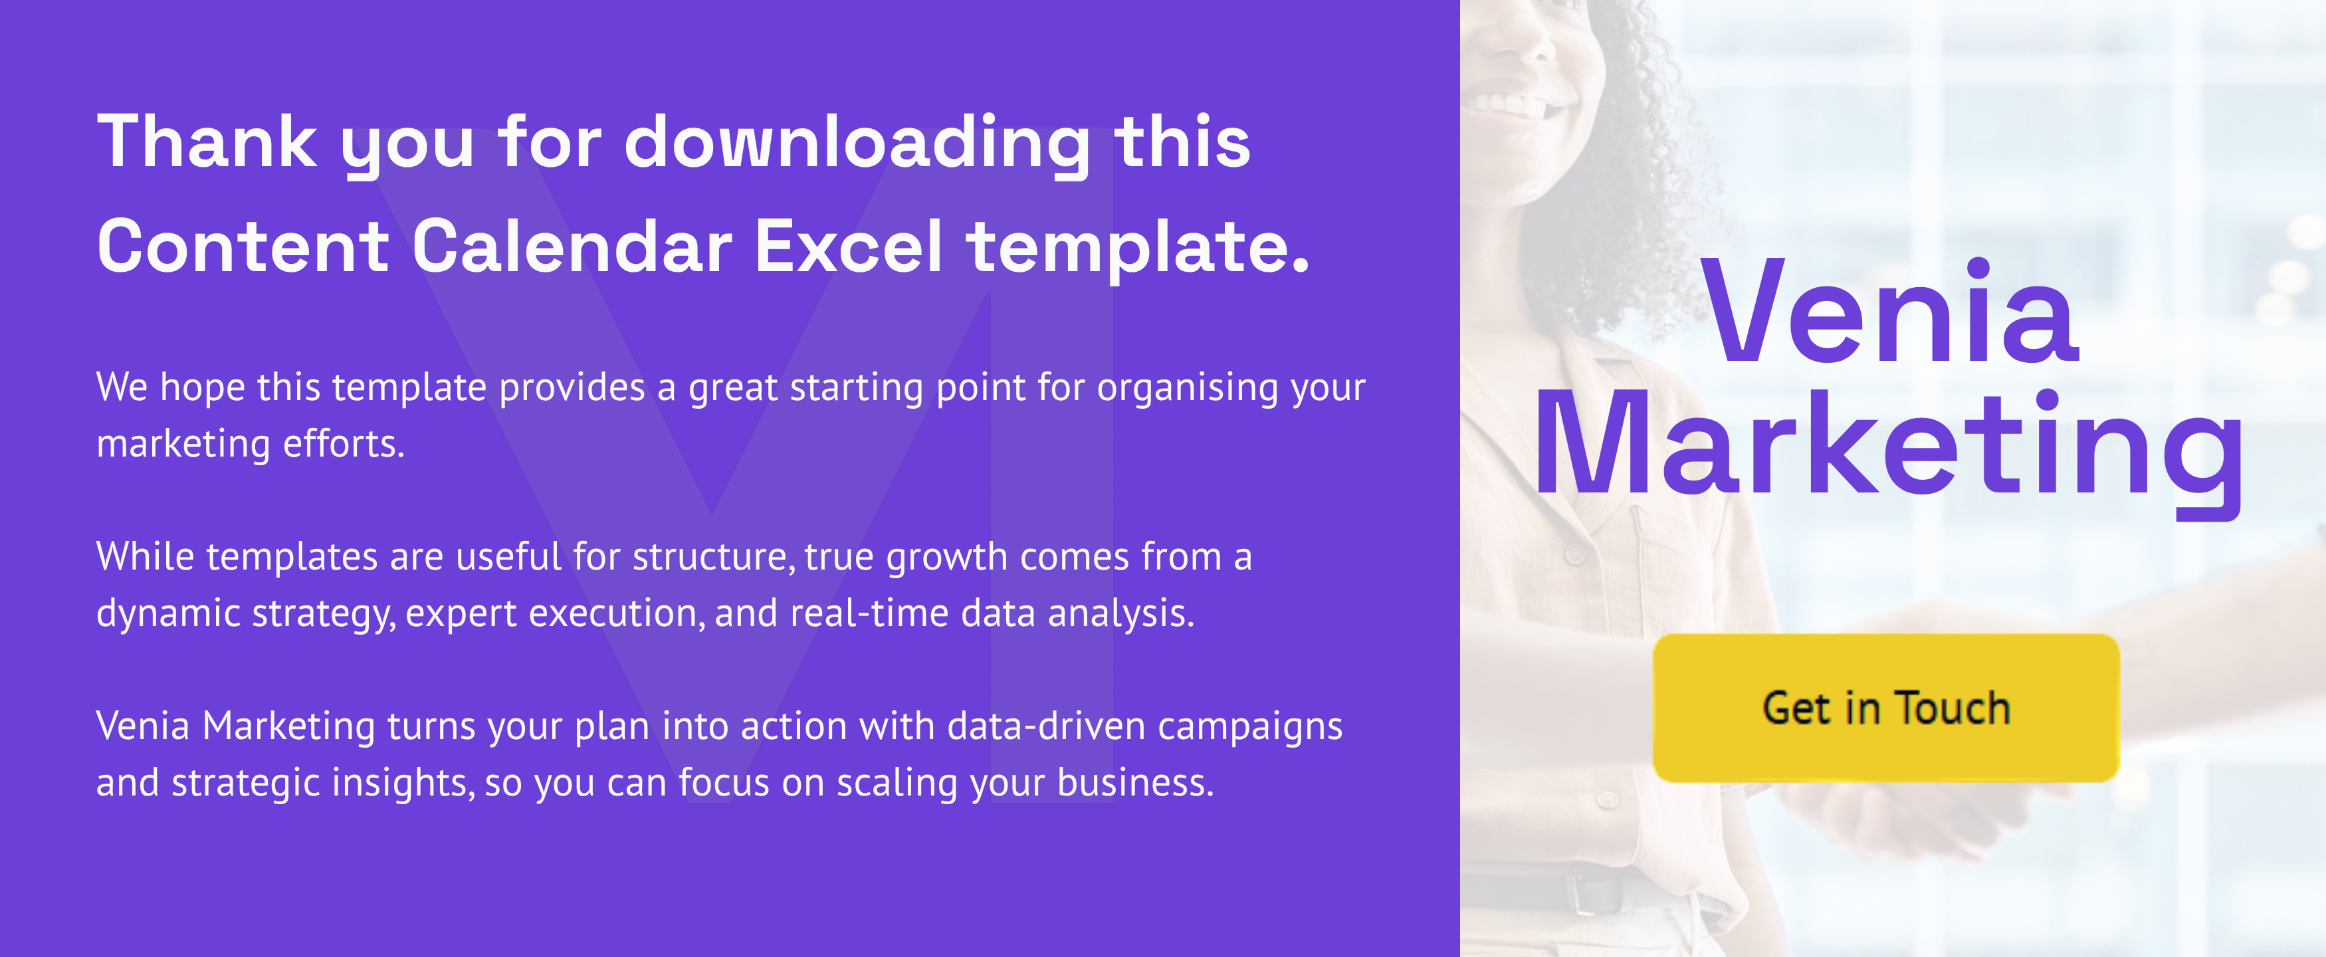 Thank you for downloading this
Content Calendar Excel template.
We hope this template provides a great starting point for organising your
marketing efforts.
While templates are useful for structure, true growth comes from a
dynamic strategy, expert execution, and real-time data analysis.
Venia Marketing turns your plan into action with data-driven campaigns
and strategic insights, so you can focus on scaling your business.
Venia
Marketing
Get in Touch